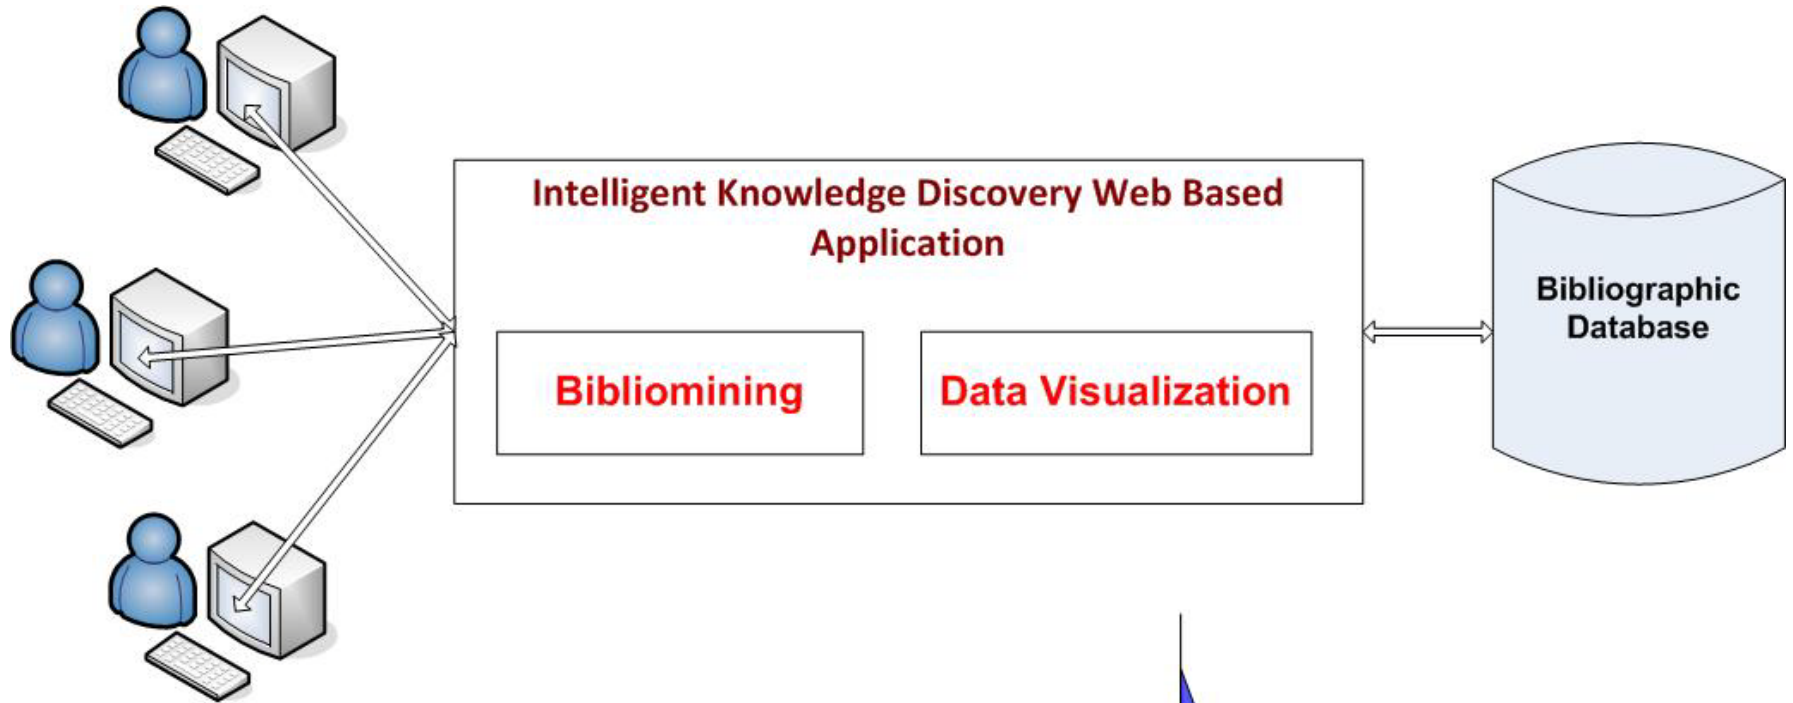 Intelligent Knowledge Discovery Web Based
Application
Bibliomining
Data Visualization
Bibliographic
Database